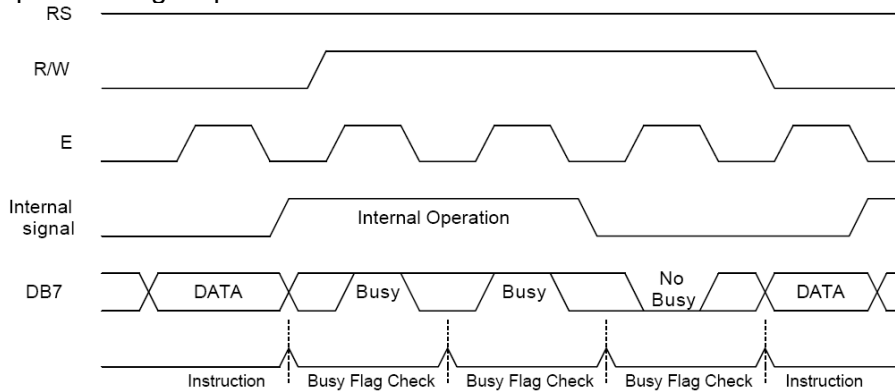 RS
R/W
E
Internal
signal
Internal Operation
DB7
DATA
Busy
Busy
No
Busy
DATA
Instruction
Busy Flag Check
Busy Flag Check
Busy Flag Check
Instruction